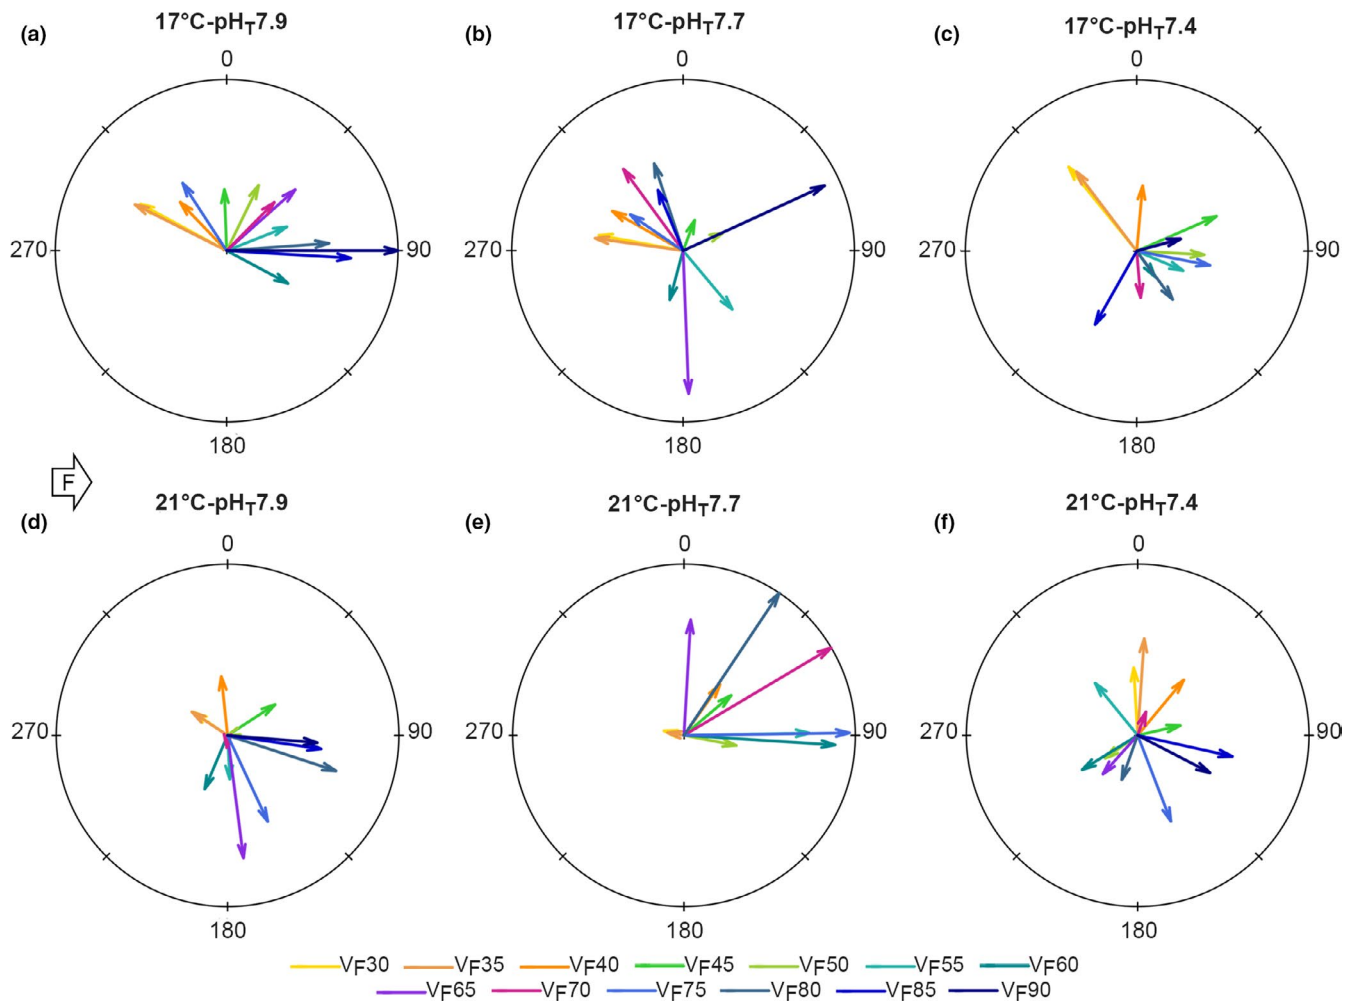 (a) 17°C-pHT7.9 (b) 17°C-pHT7.7 (c) 17°C-pHT7.4
0 0 0
270 90 270 90 270 90
180 180 180
F
(d) 21°C-pHT7.9 (e) 21°C-pHT7.7 (f) 21°C-pHT7.4
0 0 0
270 90 270 90 270 90
180 180 180
VF30 VF35 VF40 VF45 VF50 VF55 VF60
VF65 VF70 VF75 VF80 VF85 VF90